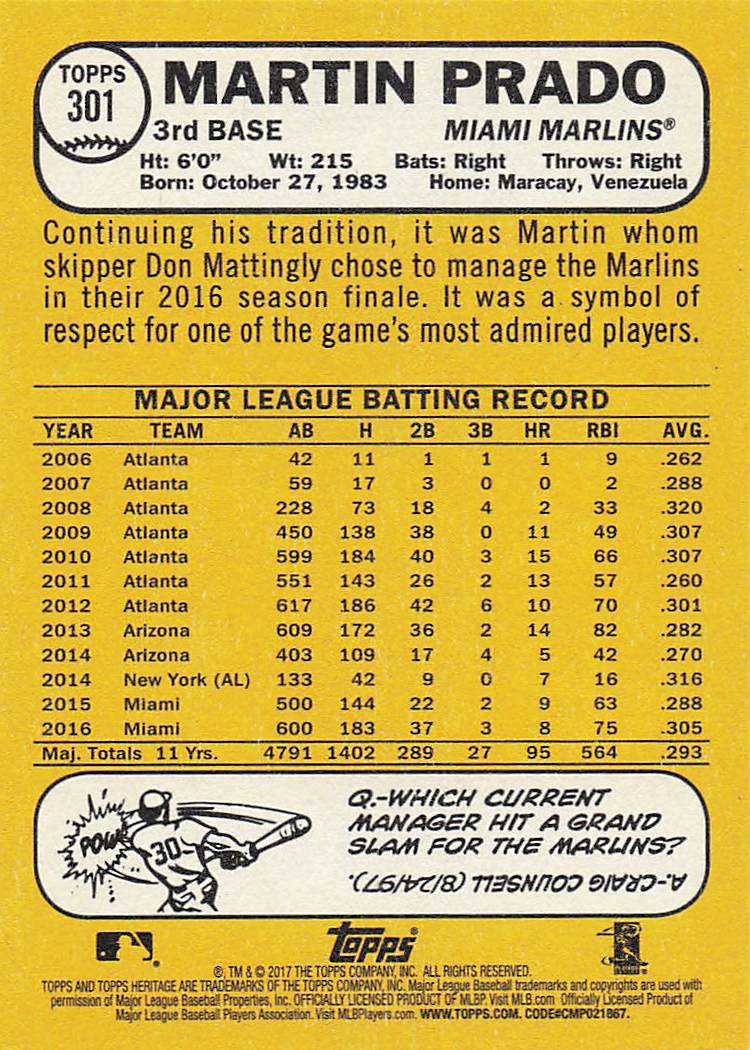 TOPPS
301
MARTIN PRADO
3rd BASE MIAMI MARLINS®
Ht: 6'0" Wt: 215 Bats: Right Throws: Right
Born: October 27, 1983 Home: Maracay, Venezuela
Continuing his tradition, it was Martin whom
skipper Don Mattingly chose to manage the Marlins
in their 2016 season finale. It was a symbol of
respect for one of the game's most admired players.
MAJOR LEAGUE BATTING RECORD
YEAR TEAM AB H 2B 3B HR RBI AVG.
2006 Atlanta 42 11 1 1 1 9 .262
2007 Atlanta 59 17 3 0 0 2 .288
2008 Atlanta 228 73 18 4 2 33 .320
2009 Atlanta 450 138 38 0 11 49 .307
2010 Atlanta 599 184 40 3 15 66 .307
2011 Atlanta 551 143 26 2 13 57 .260
2012 Atlanta 617 186 42 6 10 70 .301
2013 Arizona 609 172 36 2 14 82 .282
2014 Arizona 403 109 17 4 5 42 .270
2014 New York (AL) 133 42 9 0 7 16 .316
2015 Miami 500 144 22 2 9 63 .288
2016 Miami 600 183 37 3 8 75 .305
Maj. Totals 11 Yrs. 4791 1402 289 27 95 564 .293
POW
30
Q.-WHICH CURRENT
MANAGER HIT A GRAND
SLAM FOR THE MARLINS?
A.-CRAIG COUNSELL (8/24/97).
topps
®, TM & © 2017 THE TOPPS COMPANY, INC. ALL RIGHTS RESERVED.
TOPPS AND TOPPS HERITAGE ARE TRADEMARKS OF THE TOPPS COMPANY, INC. Major League Baseball trademarks and copyrights are used with
permission of Major League Baseball Properties, Inc. OFFICIALLY LICENSED PRODUCT OF MLBP. Visit MLB.com Officially Licensed Product of
Major League Baseball Players Association. Visit MLBPlayers.com. WWW.TOPPS.COM. CODE#CMP021867.